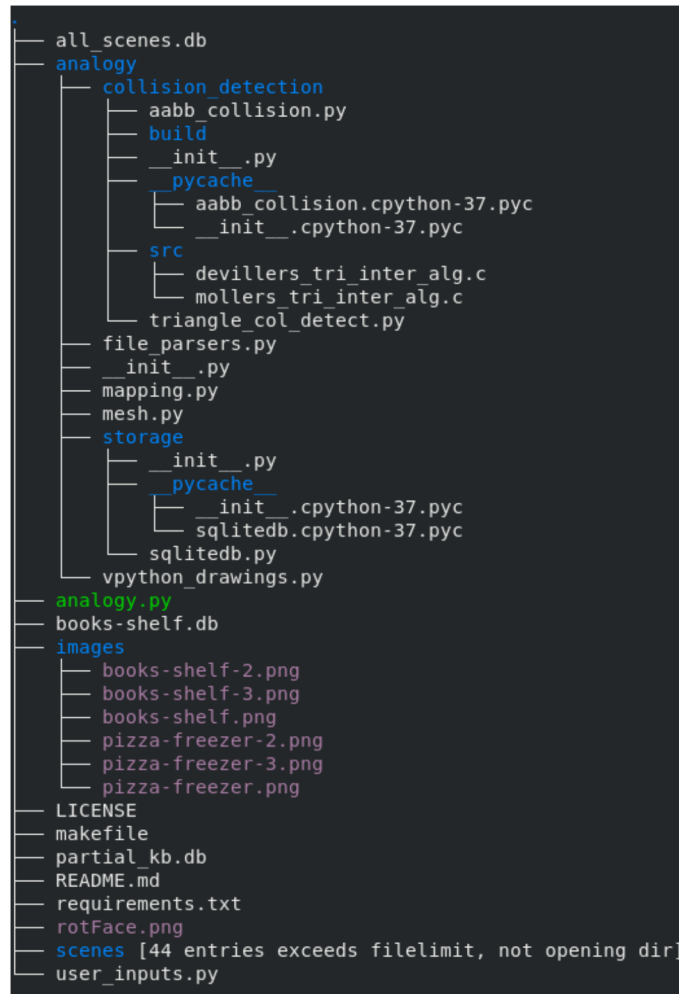 .
├── all_scenes.db
├── analogy
│   ├── collision_detection
│   │   ├── aabb_collision.py
│   │   ├── build
│   │   ├── __init__.py
│   │   ├── __pycache__
│   │   │   ├── aabb_collision.cpython-37.pyc
│   │   │   └── __init__.cpython-37.pyc
│   │   ├── src
│   │   │   ├── devillers_tri_inter_alg.c
│   │   │   └── mollers_tri_inter_alg.c
│   │   └── triangle_col_detect.py
│   ├── file_parsers.py
│   ├── __init__.py
│   ├── mapping.py
│   ├── mesh.py
│   ├── storage
│   │   ├── __init__.py
│   │   ├── __pycache__
│   │   │   ├── __init__.cpython-37.pyc
│   │   │   └── sqlitedb.cpython-37.pyc
│   │   └── sqlitedb.py
│   └── vpython_drawings.py
├── analogy.py
├── books-shelf.db
├── images
│   ├── books-shelf-2.png
│   ├── books-shelf-3.png
│   ├── books-shelf.png
│   ├── pizza-freezer-2.png
│   ├── pizza-freezer-3.png
│   └── pizza-freezer.png
├── LICENSE
├── makefile
├── partial_kb.db
├── README.md
├── requirements.txt
├── rotFace.png
├── scenes [44 entries exceeds filelimit, not opening dir]
└── user_inputs.py